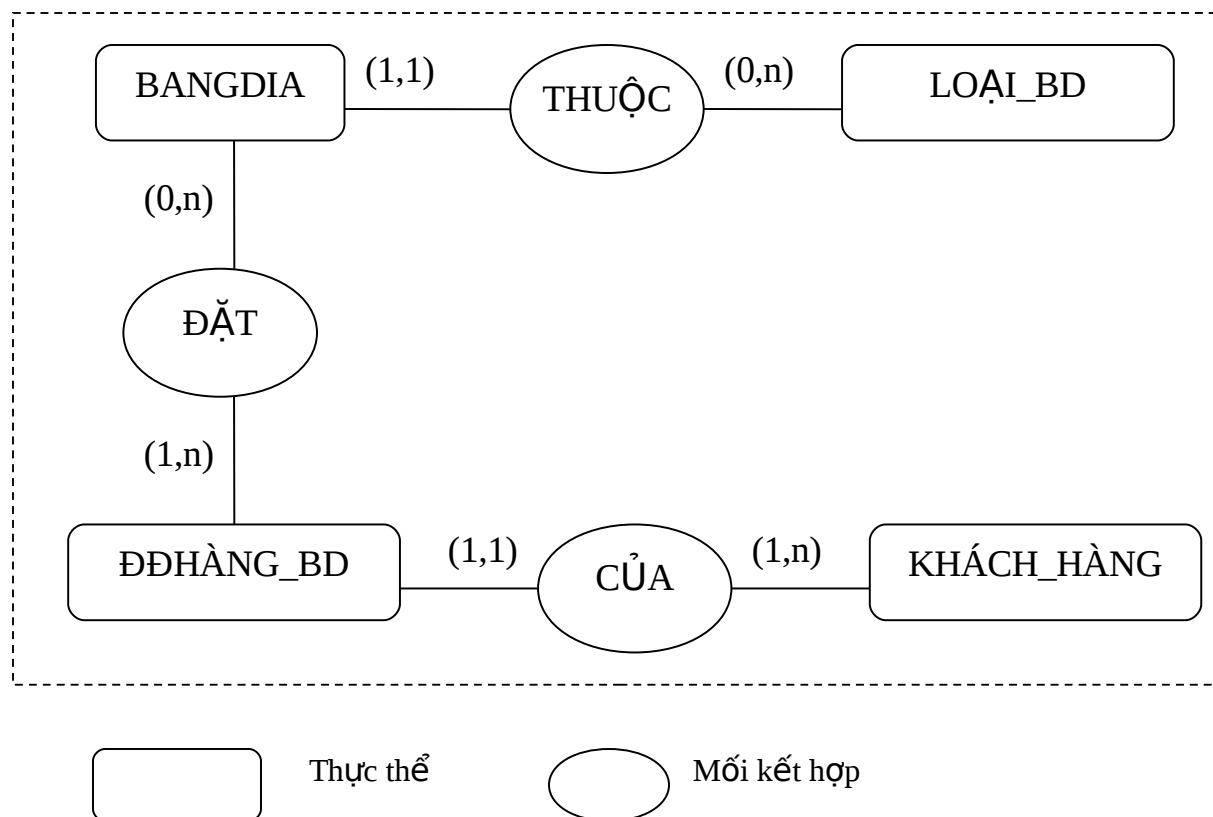 BANGDIA
(1,1)
THUỘC
(0,n)
LOẠI_BD
(0,n)
ĐẶT
(1,n)
ĐĐHÀNG_BD
(1,1)
CỦA
(1,n)
KHÁCH_HÀNG
Thực thể
Mối kết hợp